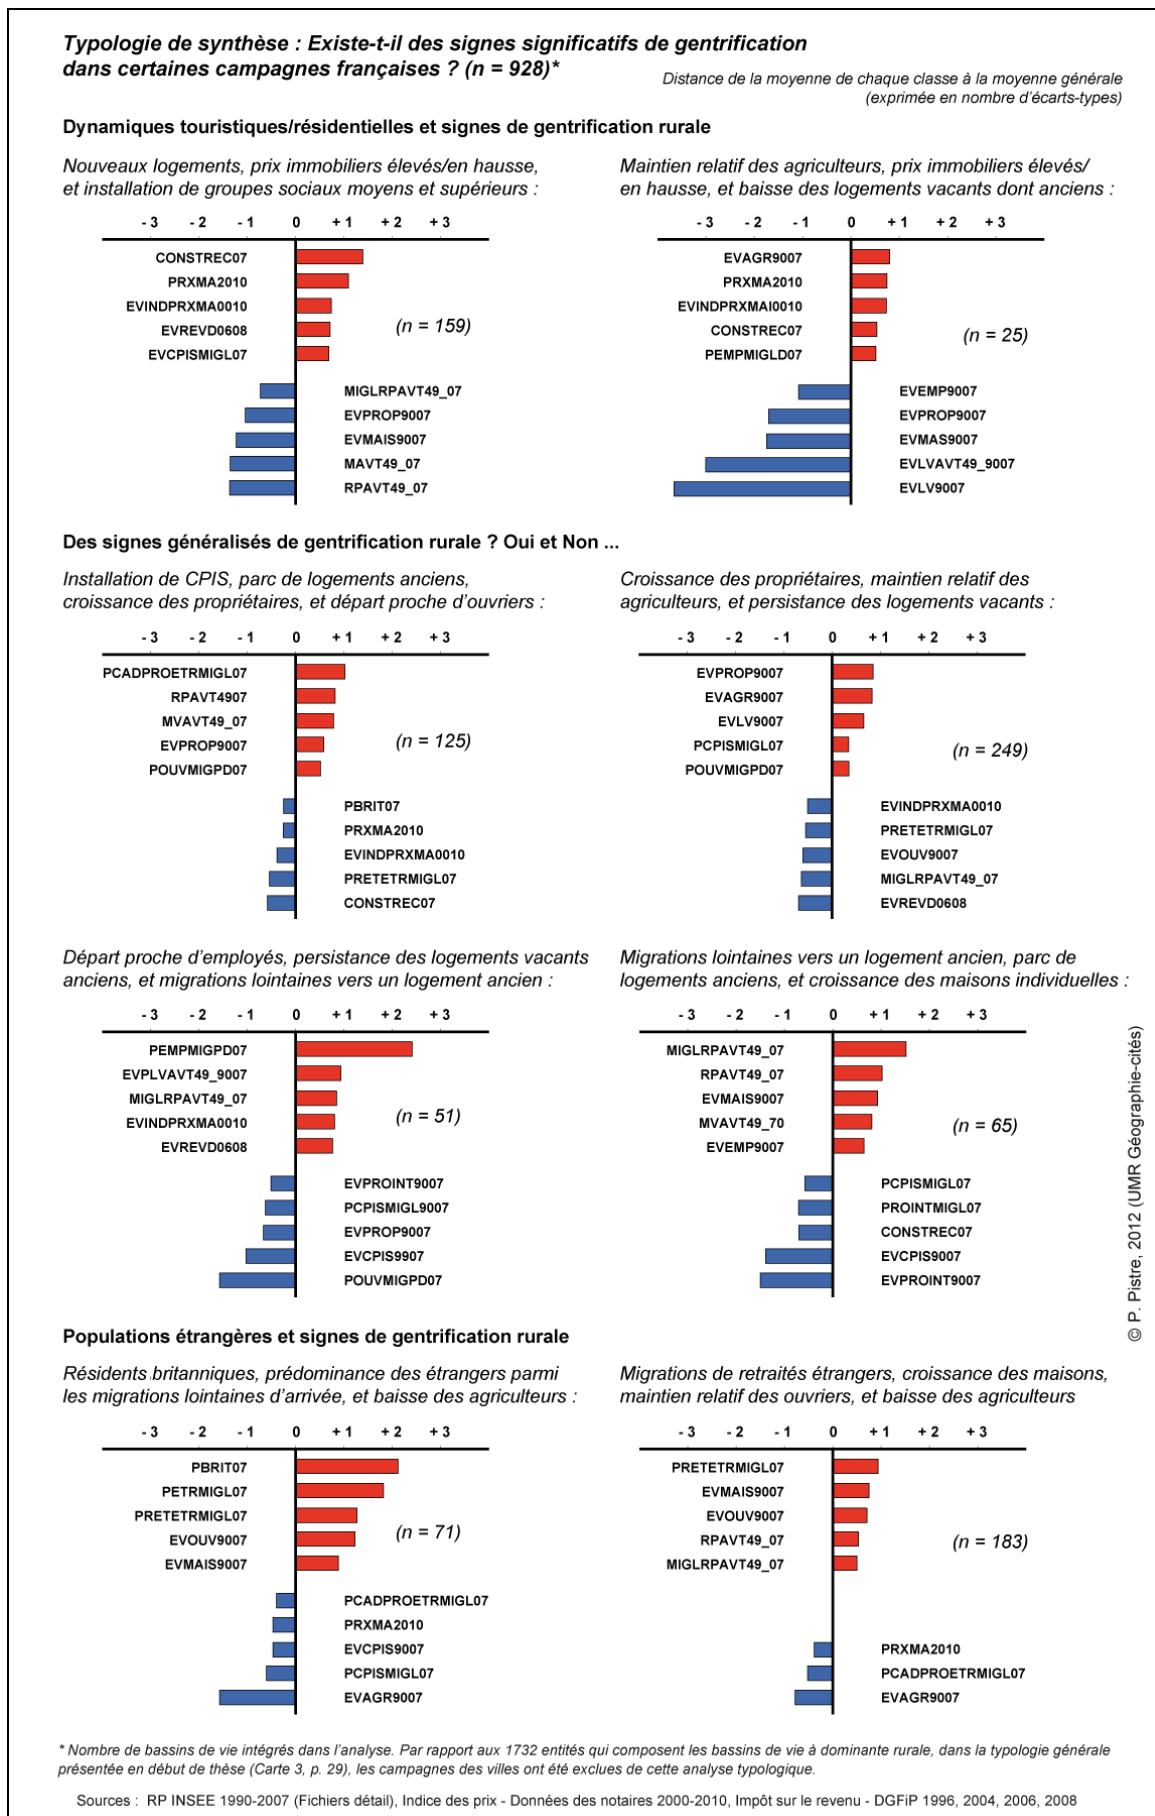 Typologie de synthèse : Existe-t-il des signes significatifs de gentrification
dans certaines campagnes françaises ? (n = 928)*
Distance de la moyenne de chaque classe à la moyenne générale
(exprimée en nombre d'écarts-types)
Dynamiques touristiques/résidentielles et signes de gentrification rurale
Nouveaux logements, prix immobiliers élevés/en hausse,
et installation de groupes sociaux moyens et supérieurs :
- 3 - 2 - 1 0 + 1 + 2 + 3
CONSTREC07
PRXMA2010
EVINDPRXMA0010
EVREVD0608
EVCPISMIGL07
(n = 159)
MIGLRPAVT49_07
EVPROP9007
EVMAIS9007
MAVT49_07
RPAVT49_07
Maintien relatif des agriculteurs, prix immobiliers élevés/
en hausse, et baisse des logements vacants dont anciens :
- 3 - 2 - 1 0 + 1 + 2 + 3
EVAGR9007
PRXMA2010
EVINDPRXMAI0010
CONSTREC07
PEMPMIGLD07
(n = 25)
EVEMP9007
EVPROP9007
EVMAS9007
EVLVAVT49_9007
EVLV9007
Des signes généralisés de gentrification rurale ? Oui et Non ...
Installation de CPIS, parc de logements anciens,
croissance des propriétaires, et départ proche d'ouvriers :
- 3 - 2 - 1 0 + 1 + 2 + 3
PCADPROETRMIGL07
RPAVT4907
MVAVT49_07
EVPROP9007
POUVMIGPD07
(n = 125)
PBRIT07
PRXMA2010
EVINDPRXMA0010
PRETETRMIGL07
CONSTREC07
Croissance des propriétaires, maintien relatif des
agriculteurs, et persistance des logements vacants :
- 3 - 2 - 1 0 + 1 + 2 + 3
EVPROP9007
EVAGR9007
EVLV9007
PCPISMIGL07
POUVMIGPD07
(n = 249)
EVINDPRXMA0010
PRETETRMIGL07
EVOUV9007
MIGLRPAVT49_07
EVREVD0608
Départ proche d'employés, persistance des logements vacants
anciens, et migrations lointaines vers un logement ancien :
- 3 - 2 - 1 0 + 1 + 2 + 3
PEMPMIGPD07
EVPLVAVT49_9007
MIGLRPAVT49_07
EVINDPRXMA0010
EVREVD0608
(n = 51)
EVPROINT9007
PCPISMIGL9007
EVPROP9007
EVCPIS9907
POUVMIGPD07
Migrations lointaines vers un logement ancien, parc de
logements anciens, et croissance des maisons individuelles :
- 3 - 2 - 1 0 + 1 + 2 + 3
MIGLRPAVT49_07
RPAVT49_07
EVMAIS9007
MVAVT49_70
EVEMP9007
(n = 65)
PCPISMIGL07
PROINTMIGL07
CONSTREC07
EVCPIS9007
EVPROINT9007
Populations étrangères et signes de gentrification rurale
Résidents britanniques, prédominance des étrangers parmi
les migrations lointaines d'arrivée, et baisse des agriculteurs :
- 3 - 2 - 1 0 + 1 + 2 + 3
PBRIT07
PETRMIGL07
PRETETRMIGL07
EVOUV9007
EVMAIS9007
(n = 71)
PCADPROETRMIGL07
PRXMA2010
EVCPIS9007
PCPISMIGL07
EVAGR9007
Migrations de retraités étrangers, croissance des maisons,
maintien relatif des ouvriers, et baisse des agriculteurs
- 3 - 2 - 1 0 + 1 + 2 + 3
PRETETRMIGL07
EVMAIS9007
EVOUV9007
RPAVT49_07
MIGLRPAVT49_07
(n = 183)
PRXMA2010
PCADPROETRMIGL07
EVAGR9007
© P. Pistre, 2012 (UMR Géographie-cités)
* Nombre de bassins de vie intégrés dans l'analyse. Par rapport aux 1732 entités qui composent les bassins de vie à dominante rurale, dans la typologie générale
présentée en début de thèse (Carte 3, p. 29), les campagnes des villes ont été exclues de cette analyse typologique.
Sources : RP INSEE 1990-2007 (Fichiers détail), Indice des prix - Données des notaires 2000-2010, Impôt sur le revenu - DGFiP 1996, 2004, 2006, 2008